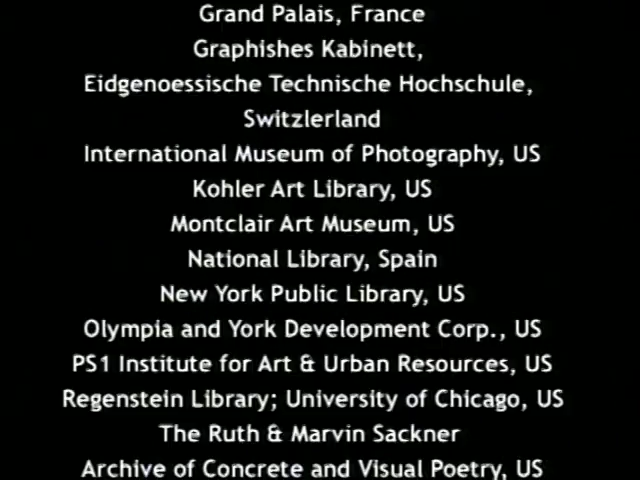 Grand Palais, France
Graphishes Kabinett,
Eidgenoessische Technische Hochschule,
Switzlerland
International Museum of Photography, US
Kohler Art Library, US
Montclair Art Museum, US
National Library, Spain
New York Public Library, US
Olympia and York Development Corp., US
PS1 Institute for Art & Urban Resources, US
Regenstein Library; University of Chicago, US
The Ruth & Marvin Sackner
Archive of Concrete and Visual Poetry, US